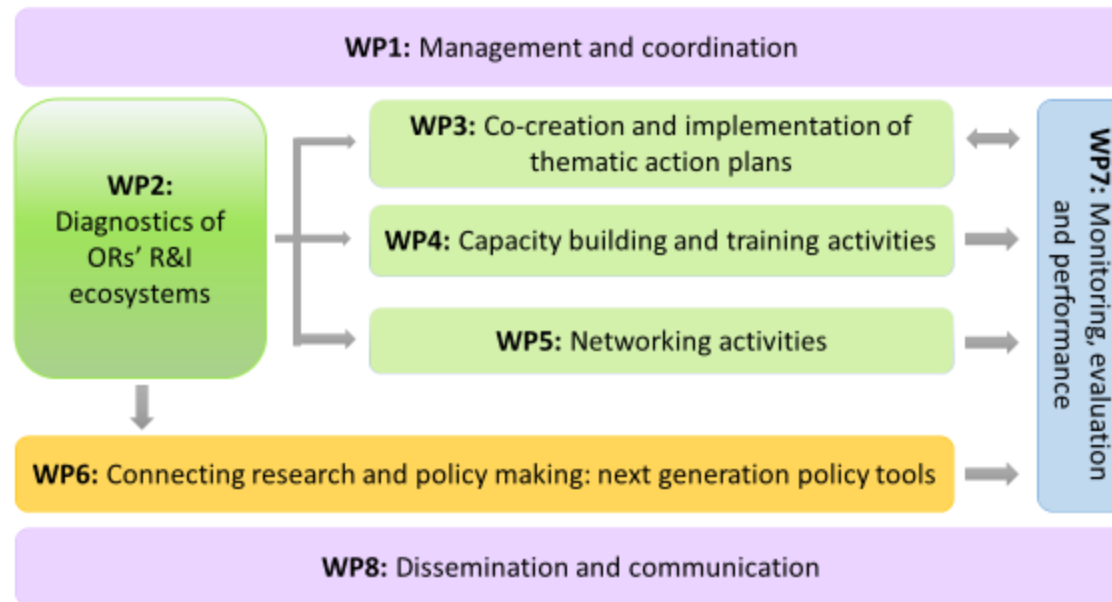 WP1: Management and coordination
WP2:
Diagnostics of
ORs’ R&I
ecosystems
WP3: Co-creation and implementation of
thematic action plans
WP4: Capacity building and training activities
WP5: Networking activities
WP7: Monitoring, evaluation
and performance
WP6: Connecting research and policy making: next generation policy tools
WP8: Dissemination and communication